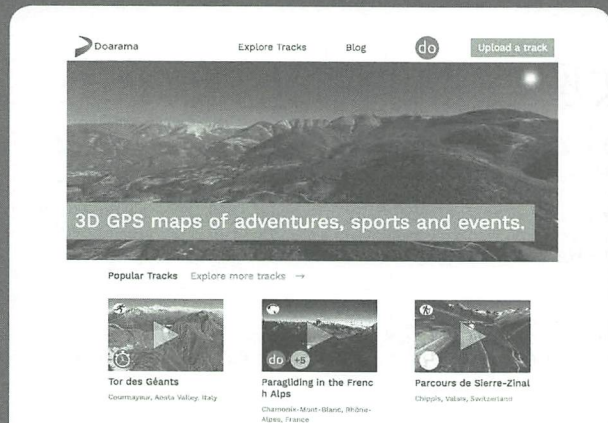 Doarama
Explore Tracks
Blog
do
Upload a track
3D GPS maps of adventures, sports and events.
Popular Tracks
Explore more tracks →
do +5
Tor des Géants
Courmayeur, Aosta Valley, Italy
Paragliding in the Frenc
h Alps
Chamonix-Mont-Blanc, Rhône-
Alpes, France
Parcours de Sierre-Zinal
Chippis, Valais, Switzerland